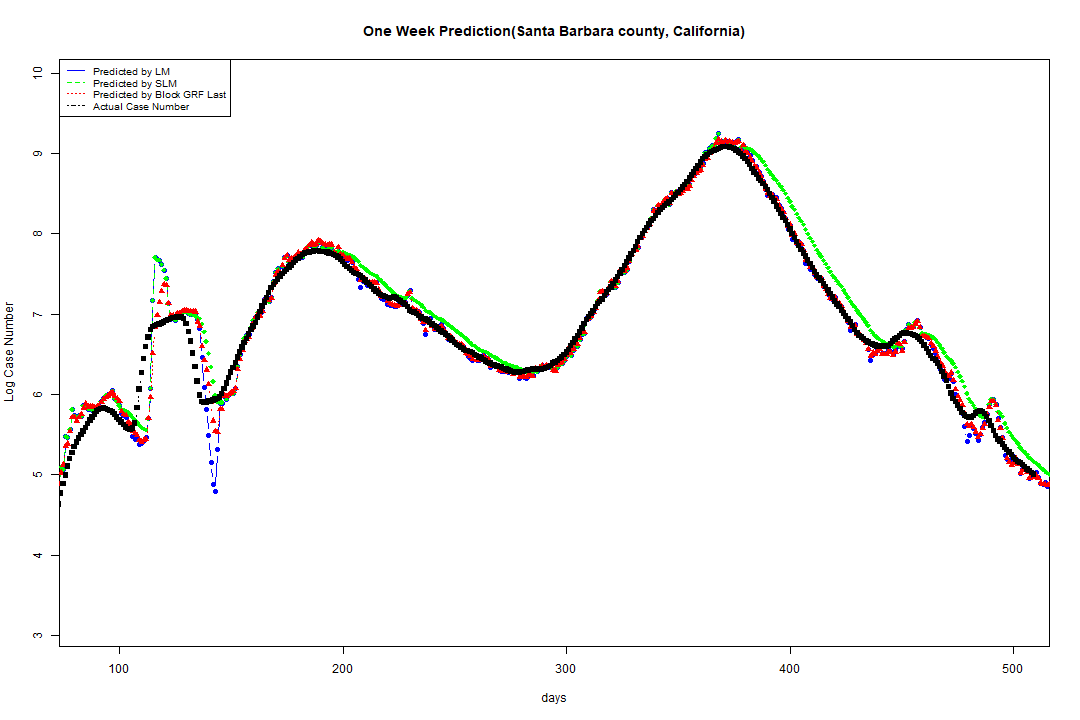 One Week Prediction(Santa Barbara county, California)
Predicted by LM
Predicted by SLM
Predicted by Block GRF Last
Actual Case Number
10
9
8
7
6
5
4
3
Log Case Number
100 200 300 400 500
days